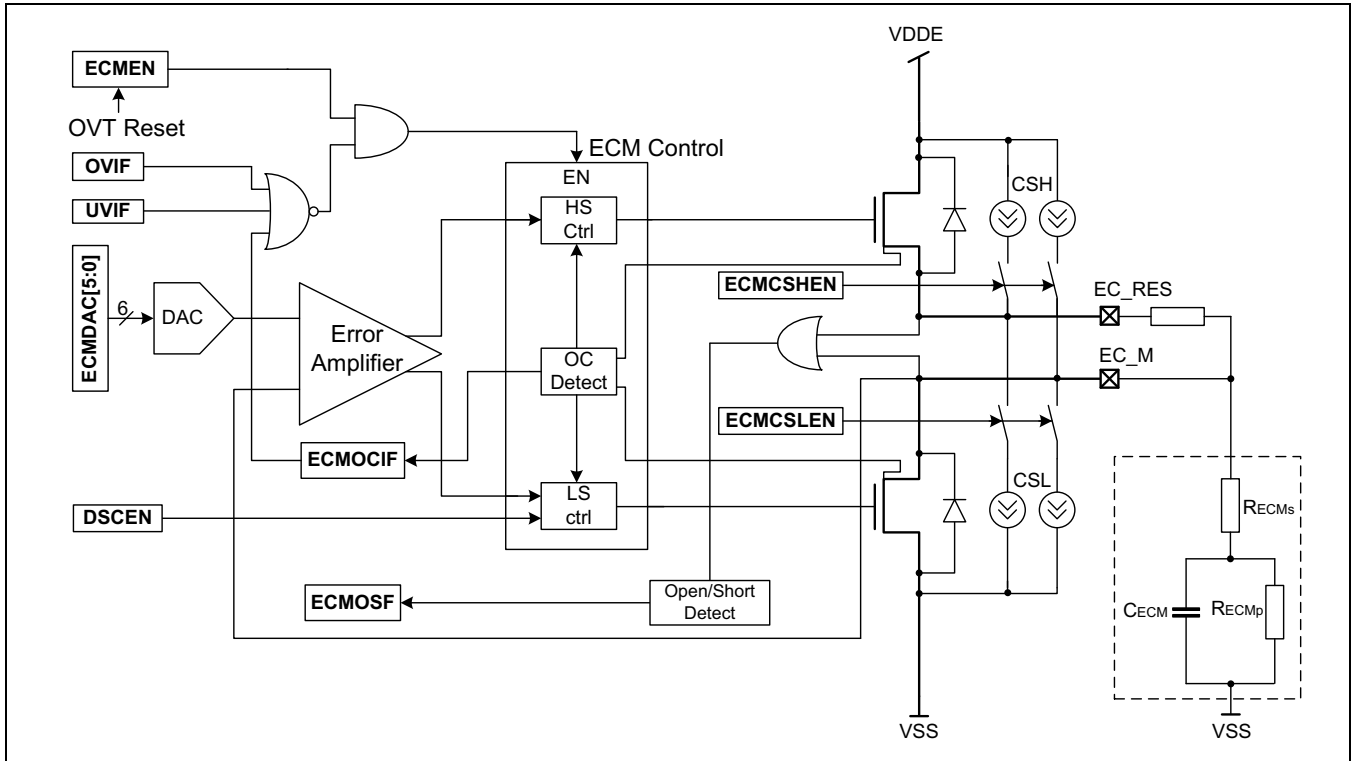 VDDE
ECMEN
OVT Reset
ECM Control
OVIF
EN
CSH
UVIF
HS
Ctrl
ECMDAC[5:0]
6
DAC
ECMCSHEN
EC_RES
Error
Amplifier
OC
Detect
EC_M
ECMCSLEN
ECMOCIF
LS
ctrl
CSL
DSCEN
RECMs
ECMOSF
Open/Short
Detect
CECM
RECMp
VSS
VSS